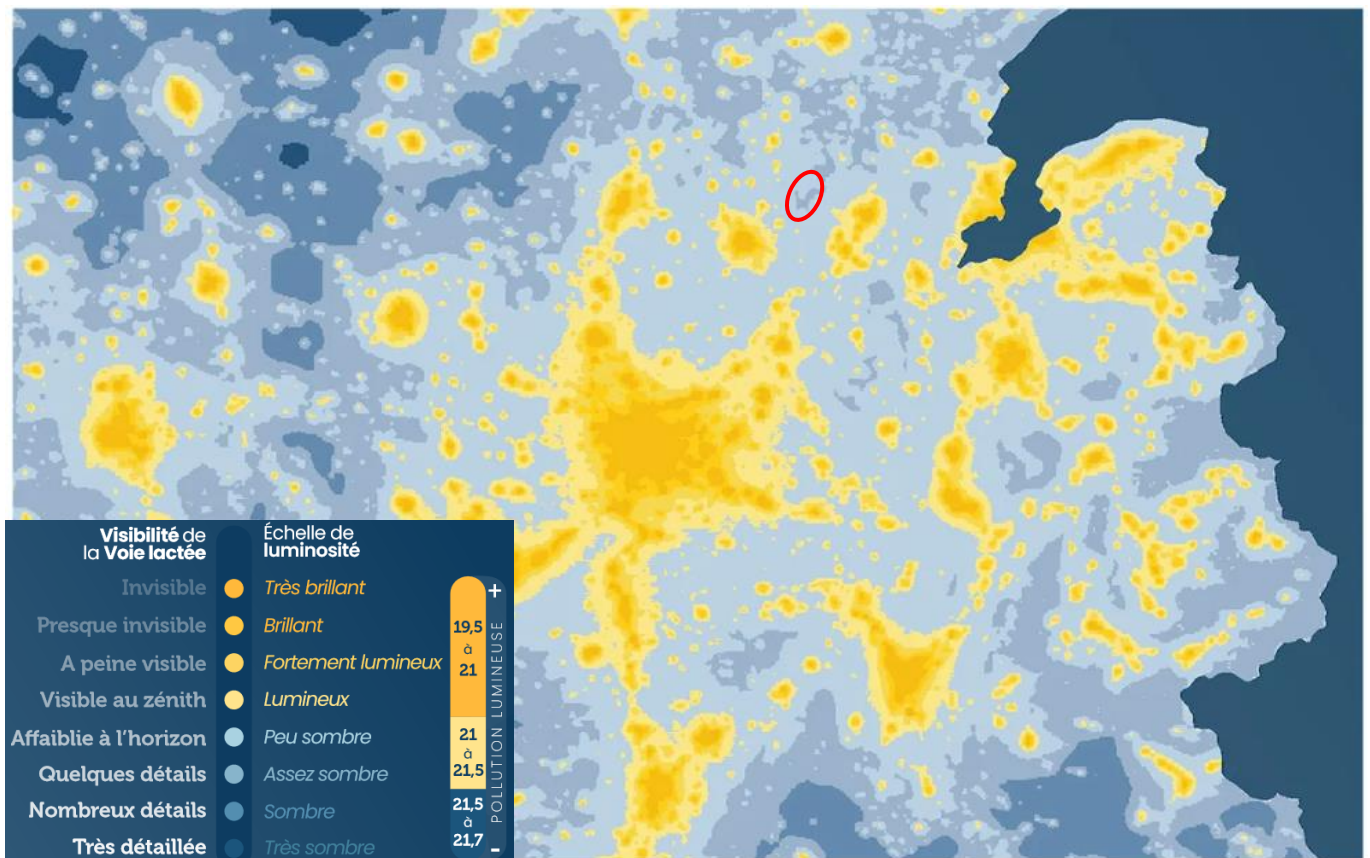 Visibilité de
la Voie lactée
Échelle de
luminosité
Invisible
Très brillant
Presque invisible
Brillant
A peine visible
Fortement lumineux
Visible au zénith
Lumineux
Affaiblie à l'horizon
Peu sombre
Quelques détails
Assez sombre
Nombreux détails
Sombre
Très détaillée
Très sombre
+
19,5
à
21
21
à
21,5
21,5
à
21,7
-
POLLUTION LUMINEUSE